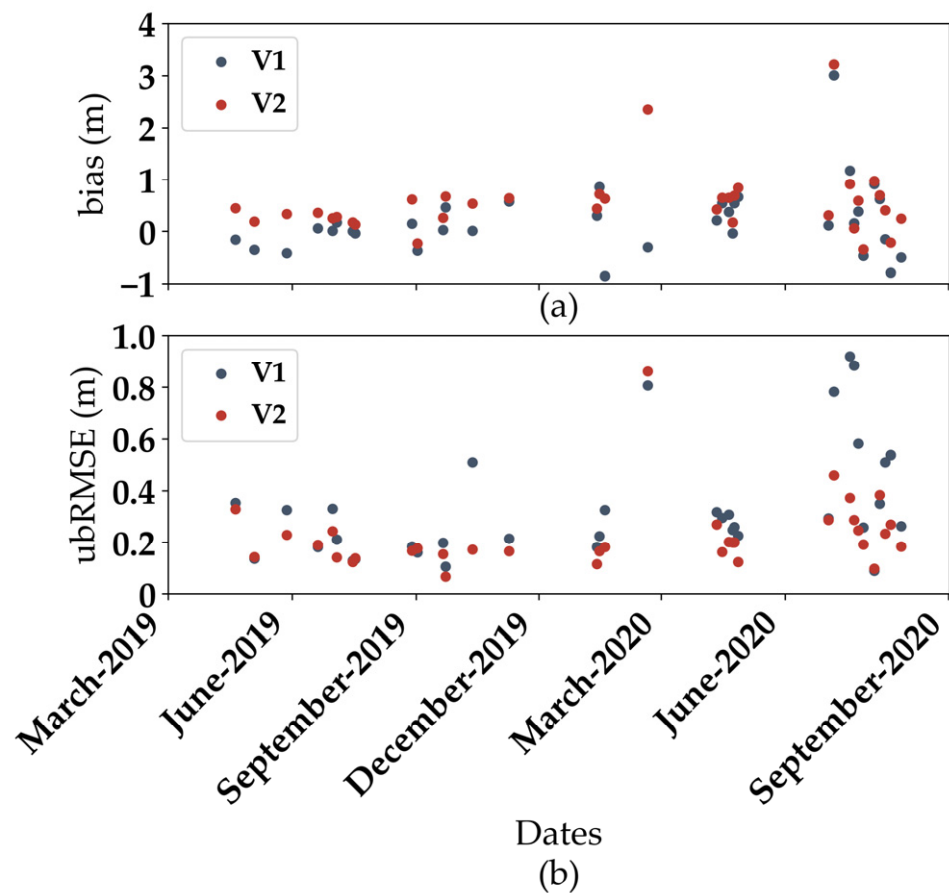 4
3
2
1
0
−1
bias (m)
V1
V2
(a)
1.0
0.8
0.6
0.4
0.2
0
ubRMSE (m)
V1
V2
March-2019
June-2019
September-2019
December-2019
March-2020
June-2020
September-2020
Dates
(b)